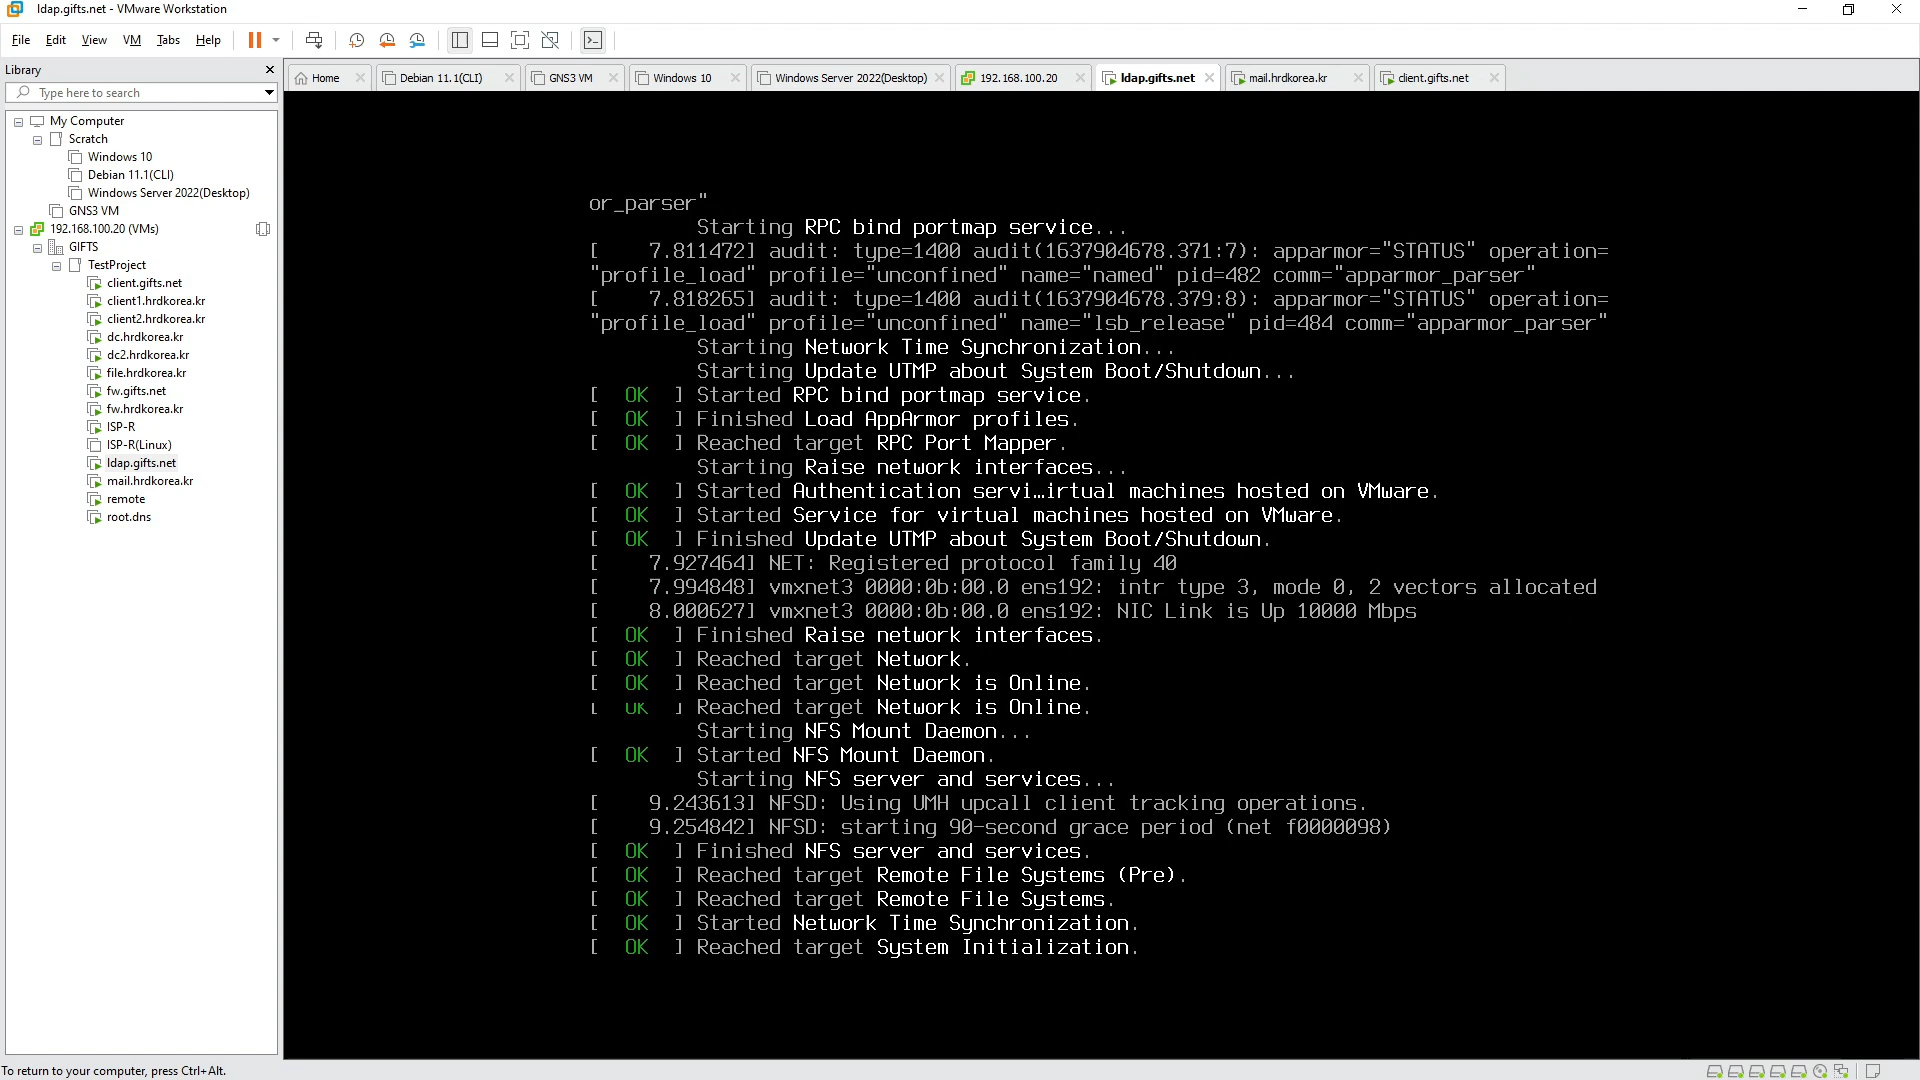 ldap.gifts.net - VMware Workstation
File Edit View VM Tabs Help
Library
Type here to search
My Computer
Scratch
Windows 10
Debian 11.1(CLI)
Windows Server 2022(Desktop)
GNS3 VM
192.168.100.20 (VMs)
GIFTS
TestProject
client.gifts.net
client1.hrdkorea.kr
client2.hrdkorea.kr
dc.hrdkorea.kr
dc2.hrdkorea.kr
file.hrdkorea.kr
fw.gifts.net
fw.hrdkorea.kr
ISP-R
ISP-R(Linux)
ldap.gifts.net
mail.hrdkorea.kr
remote
root.dns
Home Debian 11.1(CLI) GNS3 VM Windows 10 Windows Server 2022(Desktop) 192.168.100.20 ldap.gifts.net mail.hrdkorea.kr client.gifts.net
or_parser"
Starting RPC bind portmap service...
[    7.811472] audit: type=1400 audit(1637904678.371:7): apparmor="STATUS" operation=
"profile_load" profile="unconfined" name="named" pid=482 comm="apparmor_parser"
[    7.818265] audit: type=1400 audit(1637904678.379:8): apparmor="STATUS" operation=
"profile_load" profile="unconfined" name="lsb_release" pid=484 comm="apparmor_parser"
Starting Network Time Synchronization...
Starting Update UTMP about System Boot/Shutdown...
[  OK  ] Started RPC bind portmap service.
[  OK  ] Finished Load AppArmor profiles.
[  OK  ] Reached target RPC Port Mapper.
Starting Raise network interfaces...
[  OK  ] Started Authentication servi…irtual machines hosted on VMware.
[  OK  ] Started Service for virtual machines hosted on VMware.
[  OK  ] Finished Update UTMP about System Boot/Shutdown.
[    7.927464] NET: Registered protocol family 40
[    7.994848] vmxnet3 0000:0b:00.0 ens192: intr type 3, mode 0, 2 vectors allocated
[    8.000627] vmxnet3 0000:0b:00.0 ens192: NIC Link is Up 10000 Mbps
[  OK  ] Finished Raise network interfaces.
[  OK  ] Reached target Network.
[  OK  ] Reached target Network is Online.
[  OK  ] Reached target Network is Online.
Starting NFS Mount Daemon...
[  OK  ] Started NFS Mount Daemon.
Starting NFS server and services...
[    9.243613] NFSD: Using UMH upcall client tracking operations.
[    9.254842] NFSD: starting 90-second grace period (net f0000098)
[  OK  ] Finished NFS server and services.
[  OK  ] Reached target Remote File Systems (Pre).
[  OK  ] Reached target Remote File Systems.
[  OK  ] Started Network Time Synchronization.
[  OK  ] Reached target System Initialization.
To return to your computer, press Ctrl+Alt.